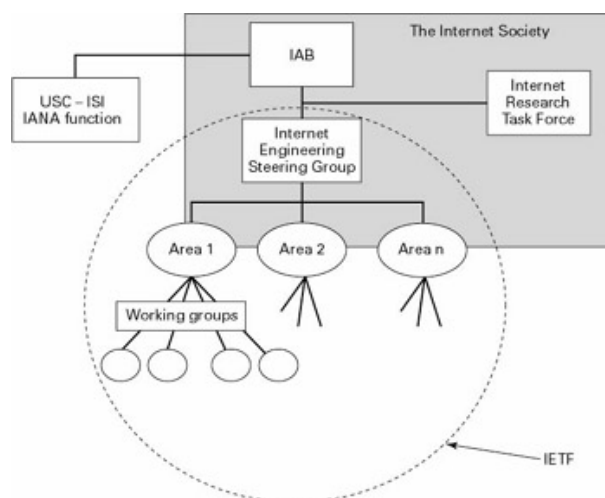 The Internet Society
IAB
USC – ISI
IANA function
Internet
Research
Task Force
Internet
Engineering
Steering Group
Area 1
Area 2
Area n
Working groups
IETF